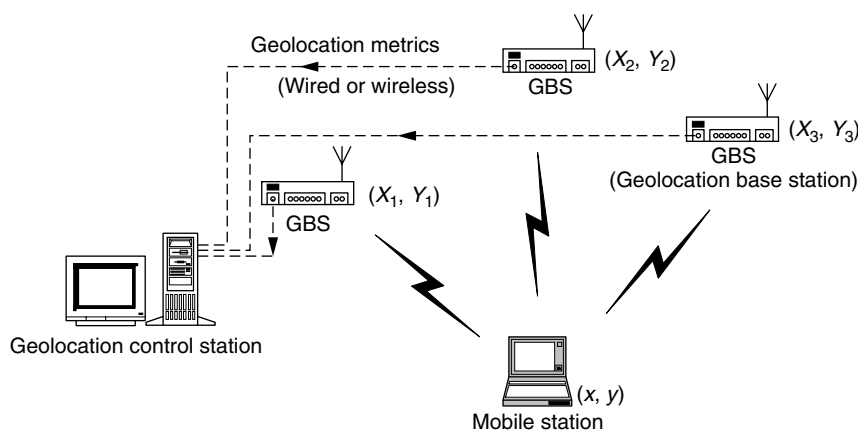 Geolocation metrics
(Wired or wireless)
GBS
(X2, Y2)
GBS
(Geolocation base station)
(X3, Y3)
GBS
(X1, Y1)
Geolocation control station
(x, y)
Mobile station